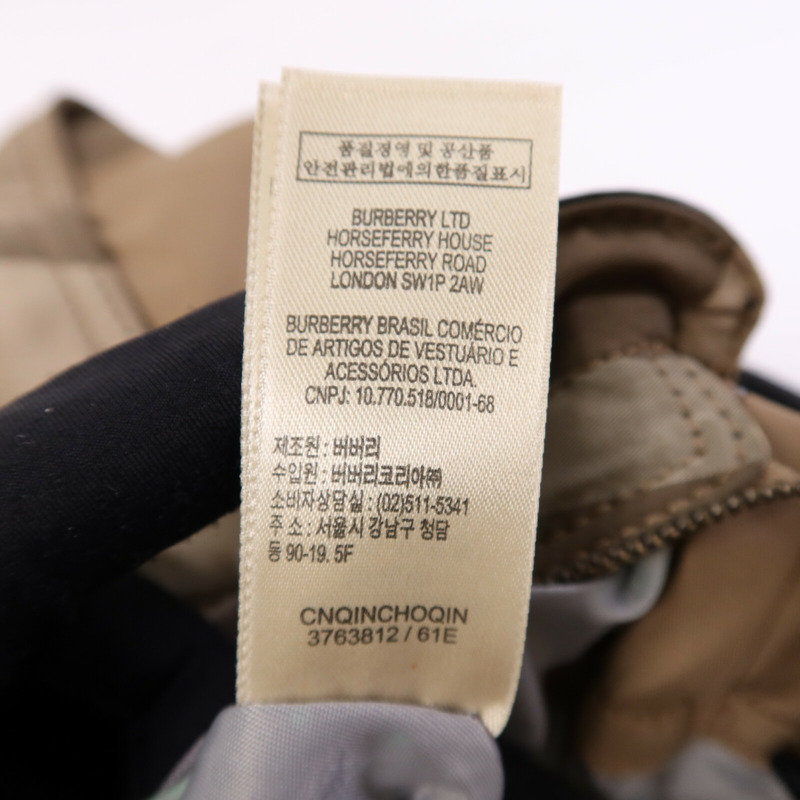 품질경영 및 공산품
안전관리법에의한품질표시
BURBERRY LTD
HORSEFERRY HOUSE
HORSEFERRY ROAD
LONDON SW1P 2AW
BURBERRY BRASIL COMÉRCIO
DE ARTIGOS DE VESTUÁRIO E
ACESSÓRIOS LTDA.
CNPJ: 10.770.518/0001-68
제조원 : 버버리
수입원 : 버버리코리아㈜
소비자상담실 : (02)511-5341
주 소 : 서울시 강남구 청담
동 90-19. 5F
CNQINCHOQIN
3763812 / 61E